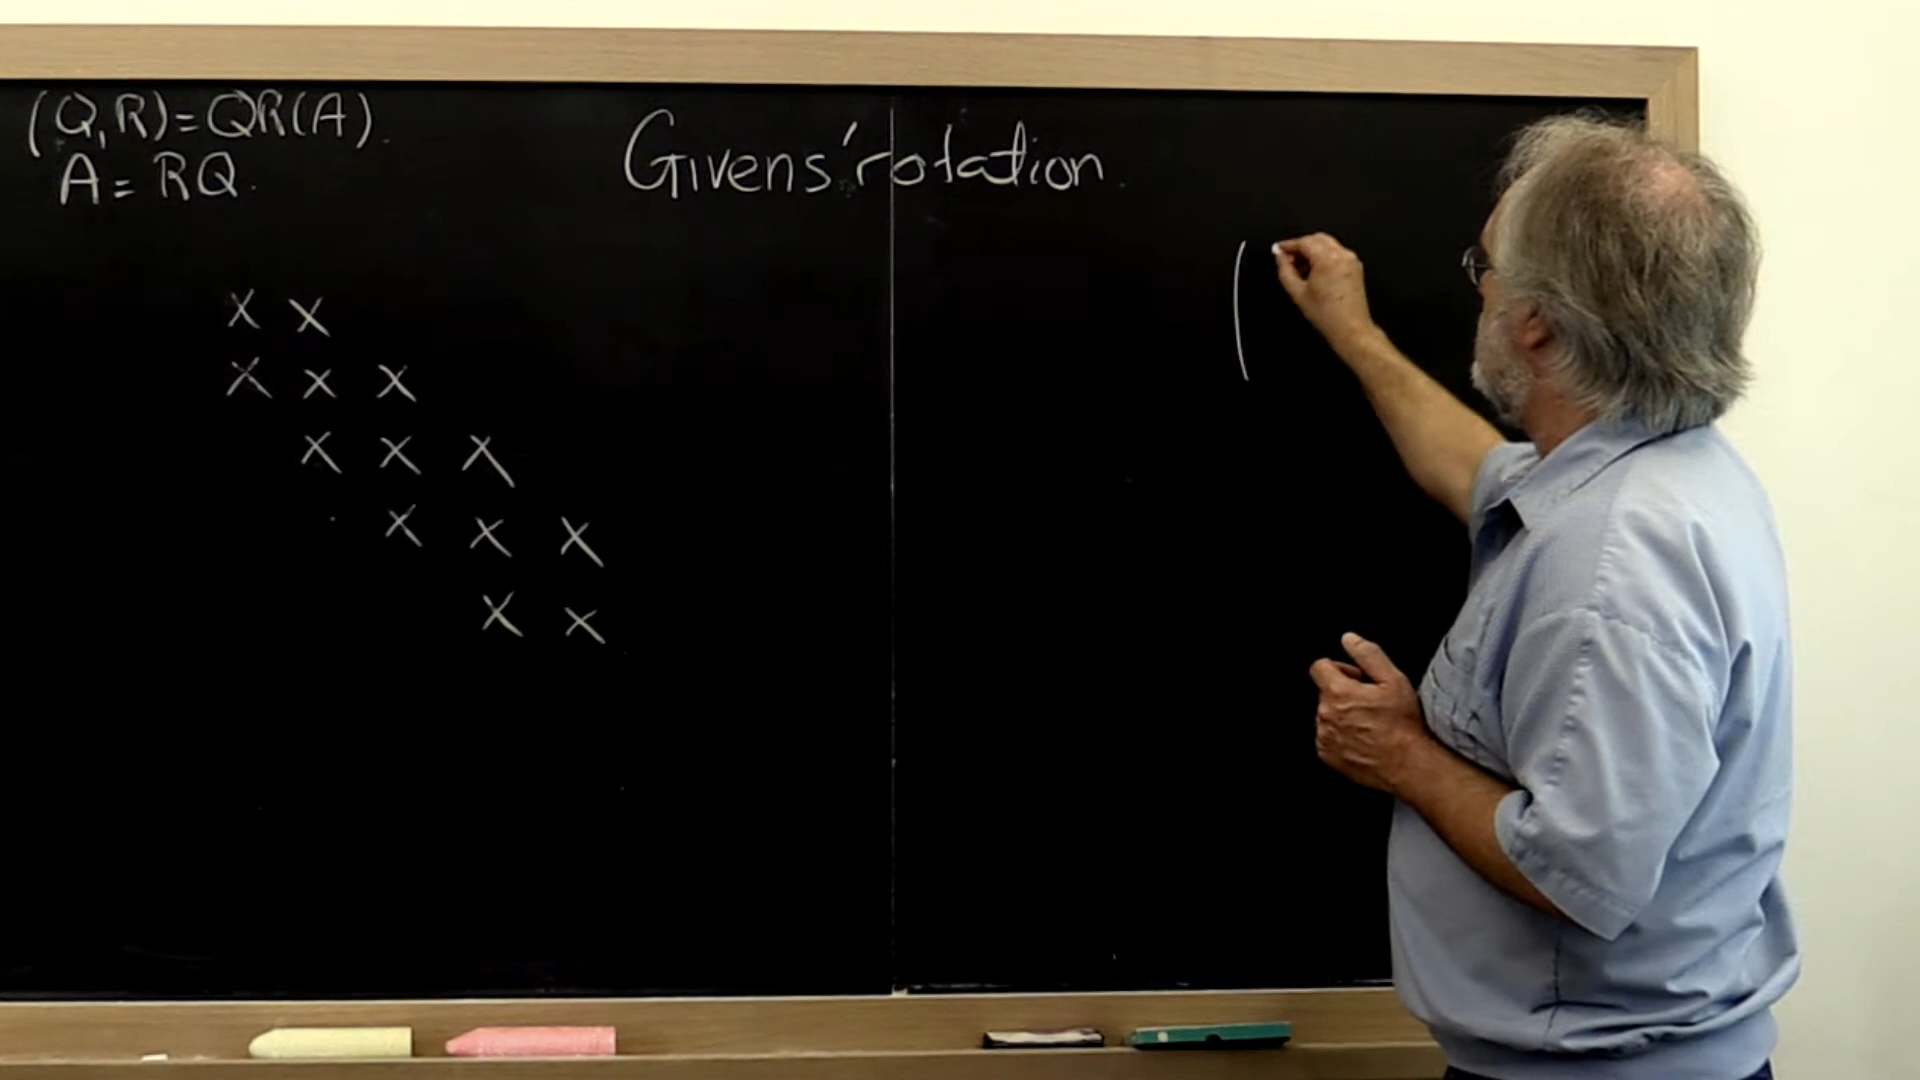 (Q,R)=QR(A).
A=RQ.
Givens' rotation.
x x
x x x
x x x
x x x
x x
(